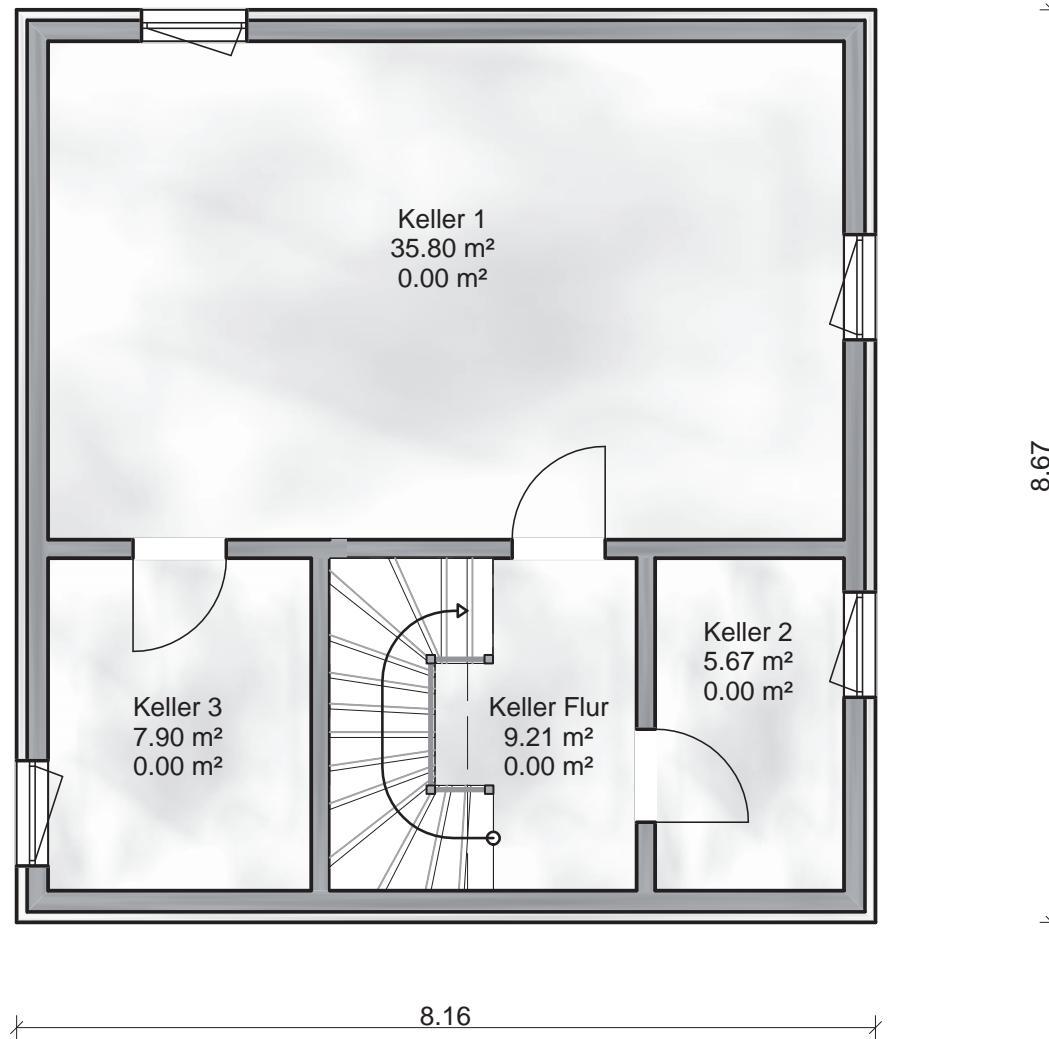 Keller 1
35.80 m²
0.00 m²
8.67
Keller 2
5.67 m²
0.00 m²
Keller 3
7.90 m²
0.00 m²
Keller Flur
9.21 m²
0.00 m²
8.16